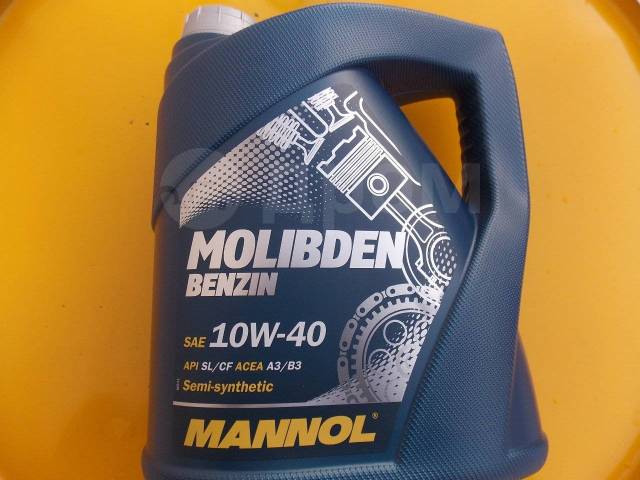 MOLIBDEN
BENZIN
SAE 10W-40
API SL/CF ACEA A3/B3
Semi-synthetic
MANNOL®